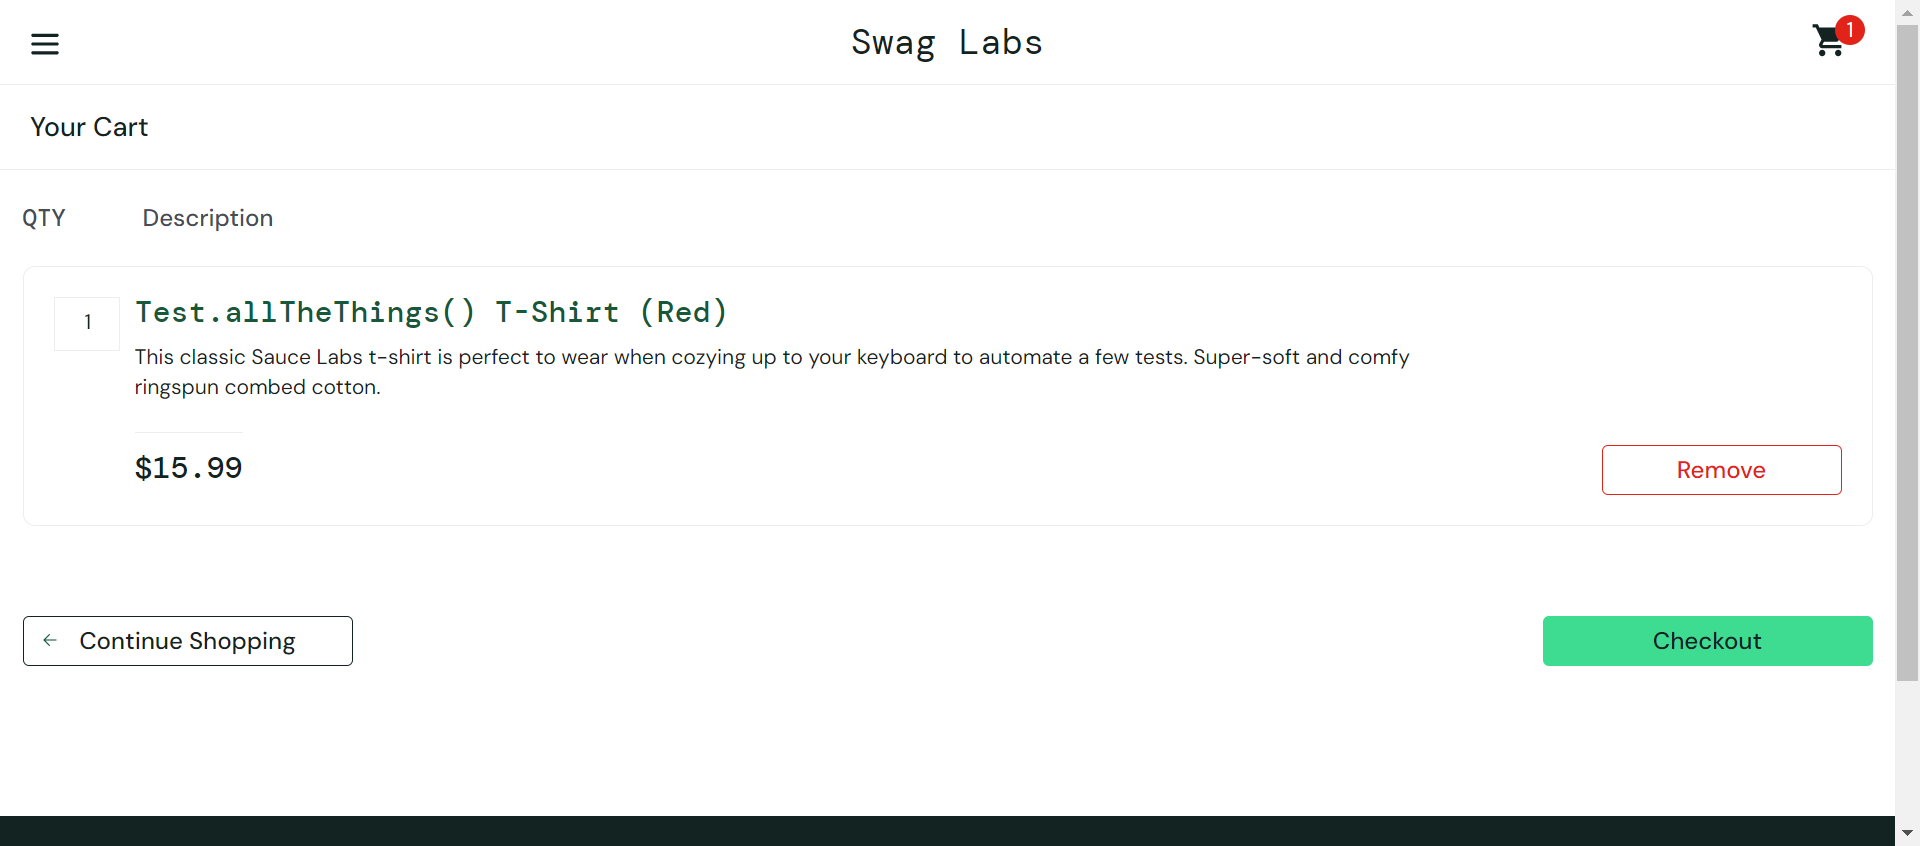 Swag Labs
1
Your Cart
QTY Description
1
Test.allTheThings() T-Shirt (Red)
This classic Sauce Labs t-shirt is perfect to wear when cozying up to your keyboard to automate a few tests. Super-soft and comfy
ringspun combed cotton.
$15.99
Remove
Continue Shopping
Checkout